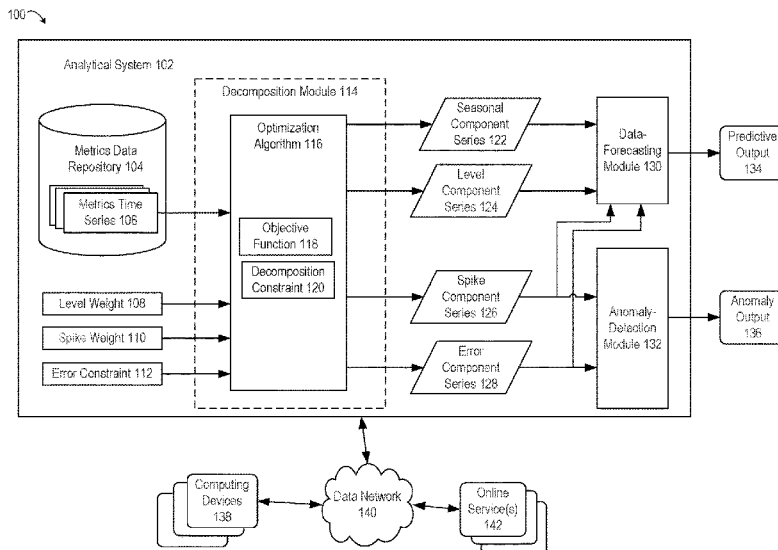 100
Analytical System 102
Decomposition Module 114
Metrics Data
Repository 104
Metrics Time
Series 106
Level Weight 108
Spike Weight 110
Error Constraint 112
Optimization
Algorithm 116
Objective
Function 118
Decomposition
Constraint 120
Seasonal
Component
Series 122
Level
Component
Series 124
Spike
Component
Series 126
Error
Component
Series 128
Data-
Forecasting
Module 130
Anomaly-
Detection
Module 132
Predictive
Output
134
Anomaly
Output
136
Computing
Devices
138
Data Network
140
Online
Service(s)
142